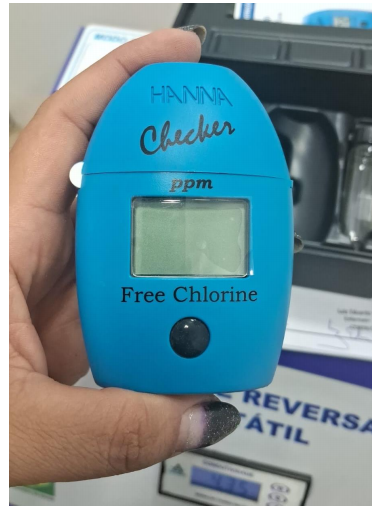 HANNA
Checker
ppm
Free Chlorine
REVERSA
TÁTIL